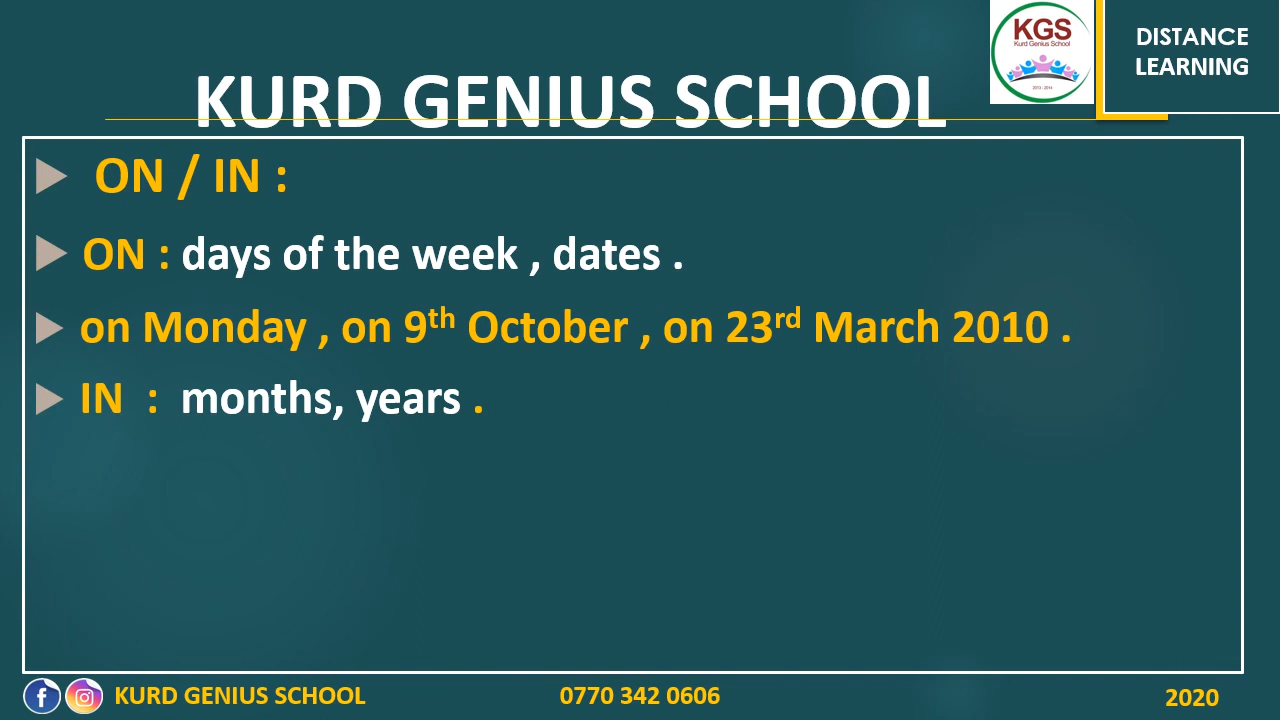 KGS
Kurd Genius School
DISTANCE
LEARNING
KURD GENIUS SCHOOL
ON / IN :
ON : days of the week , dates .
on Monday , on 9th October , on 23rd March 2010 .
IN : months, years .
KURD GENIUS SCHOOL
0770 342 0606
2020